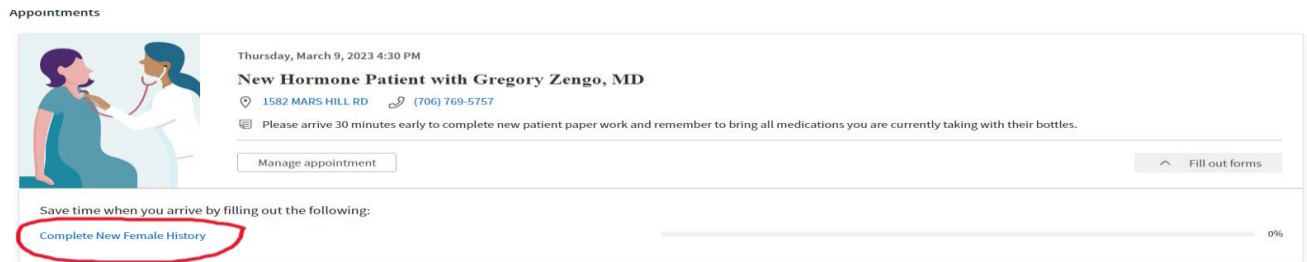 Appointments
Thursday, March 9, 2023 4:30 PM
New Hormone Patient with Gregory Zengo, MD
1582 MARS HILL RD (706) 769-5757
Please arrive 30 minutes early to complete new patient paper work and remember to bring all medications you are currently taking with their bottles.
Manage appointment Fill out forms
Save time when you arrive by filling out the following:
Complete New Female History 0%